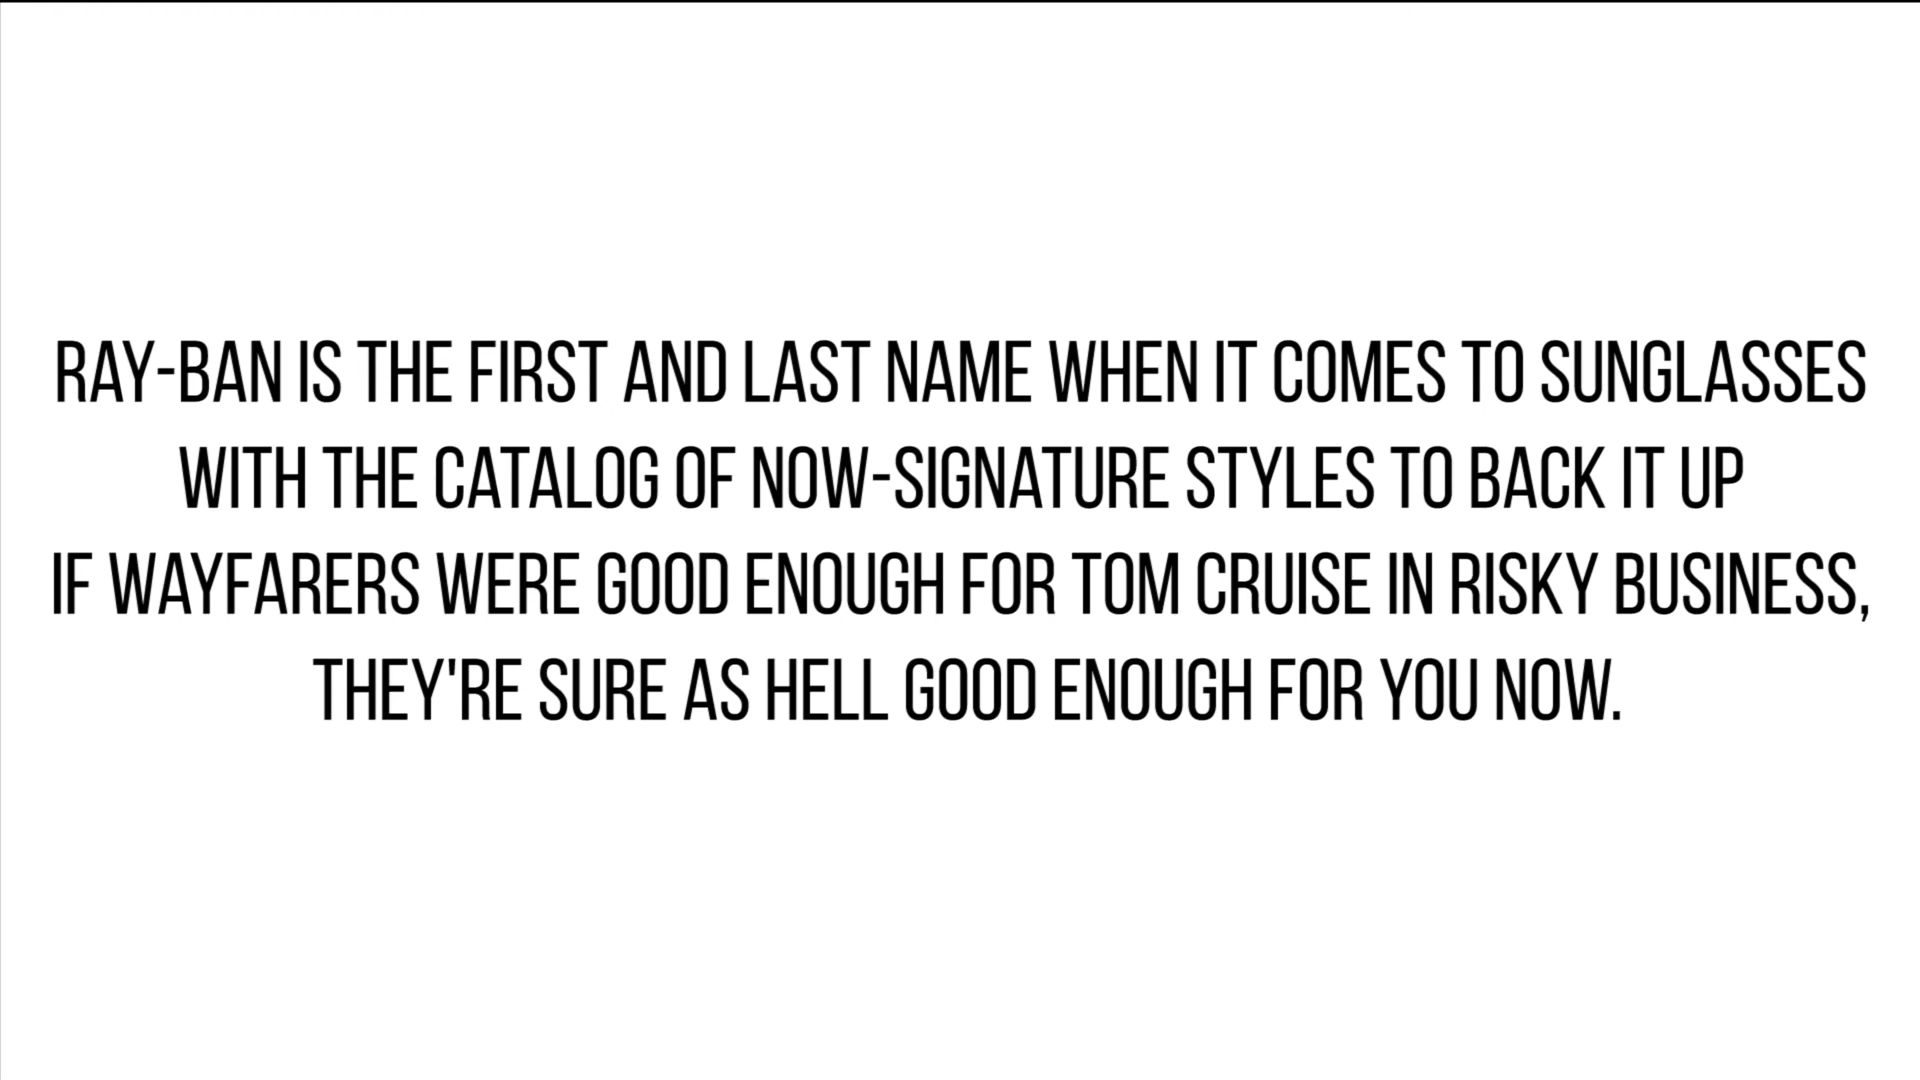 RAY-BAN IS THE FIRST AND LAST NAME WHEN IT COMES TO SUNGLASSES
WITH THE CATALOG OF NOW-SIGNATURE STYLES TO BACK IT UP
IF WAYFARERS WERE GOOD ENOUGH FOR TOM CRUISE IN RISKY BUSINESS,
THEY'RE SURE AS HELL GOOD ENOUGH FOR YOU NOW.